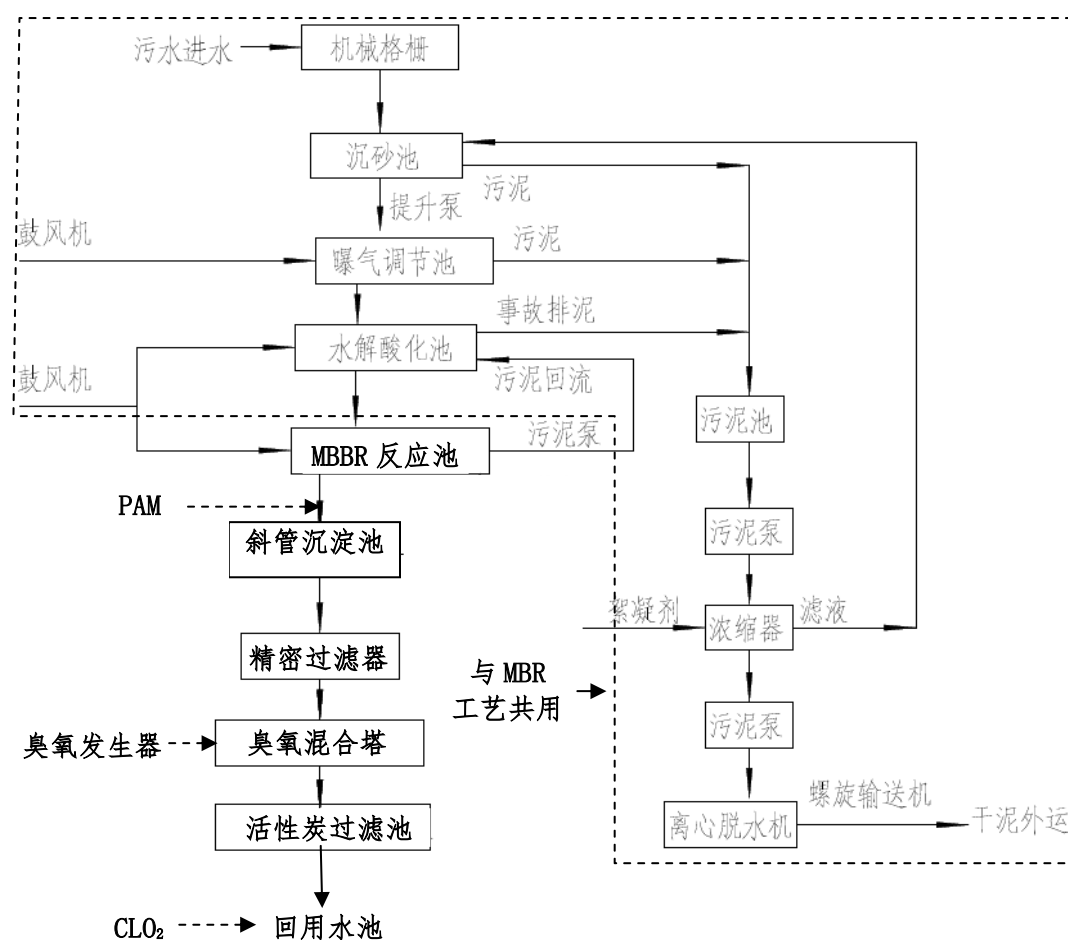 污水进水
机械格栅
沉砂池
污泥
提升泵
鼓风机
污泥
曝气调节池
事故排泥
水解酸化池
鼓风机
污泥回流
污泥池
污泥泵
MBBR 反应池
PAM
斜管沉淀池
污泥泵
絮凝剂
浓缩器
滤液
精密过滤器
与 MBR
工艺共用
污泥泵
臭氧发生器
臭氧混合塔
螺旋输送机
活性炭过滤池
离心脱水机
干泥外运
CLO₂
回用水池